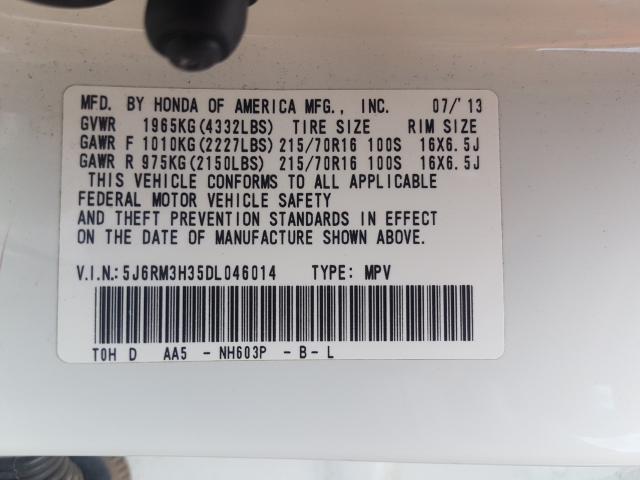 MFD. BY HONDA OF AMERICA MFG., INC. 07/'13
GVWR 1965KG(4332LBS) TIRE SIZE RIM SIZE
GAWR F 1010KG(2227LBS) 215/70R16 100S 16X6.5J
GAWR R 975KG(2150LBS) 215/70R16 100S 16X6.5J
THIS VEHICLE CONFORMS TO ALL APPLICABLE
FEDERAL MOTOR VEHICLE SAFETY
AND THEFT PREVENTION STANDARDS IN EFFECT
ON THE DATE OF MANUFACTURE SHOWN ABOVE.
V.I.N.:5J6RM3H35DL046014 TYPE: MPV
T0H D AA5 - NH603P - B - L